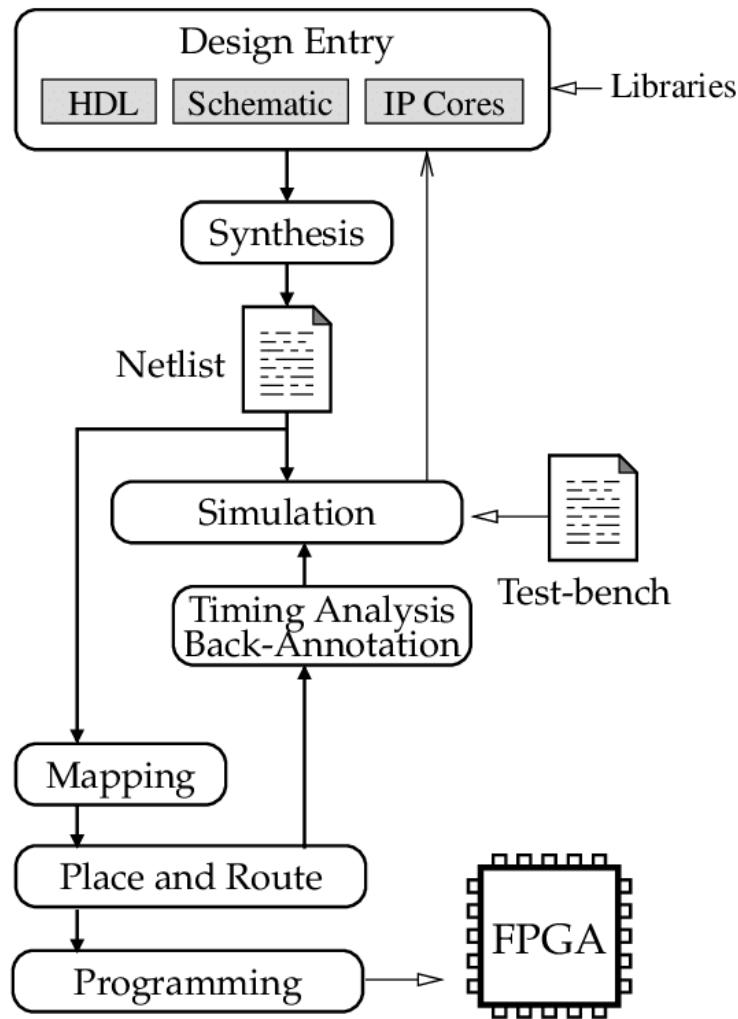 Design Entry
HDL
Schematic
IP Cores
Libraries
Synthesis
Netlist
Simulation
Test-bench
Timing Analysis
Back-Annotation
Mapping
Place and Route
Programming
FPGA